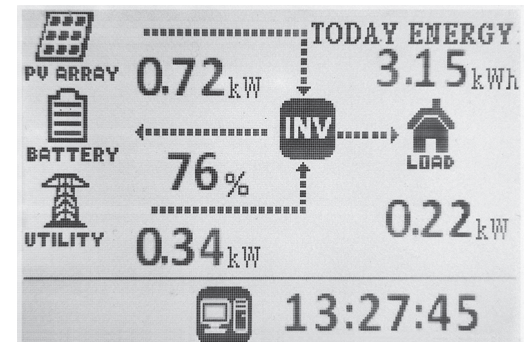 TODAY ENERGY
PV ARRAY 0.72kW 3.15kWh
INV
BATTERY
LOAD
76%
UTILITY 0.34kW 0.22kW
13:27:45